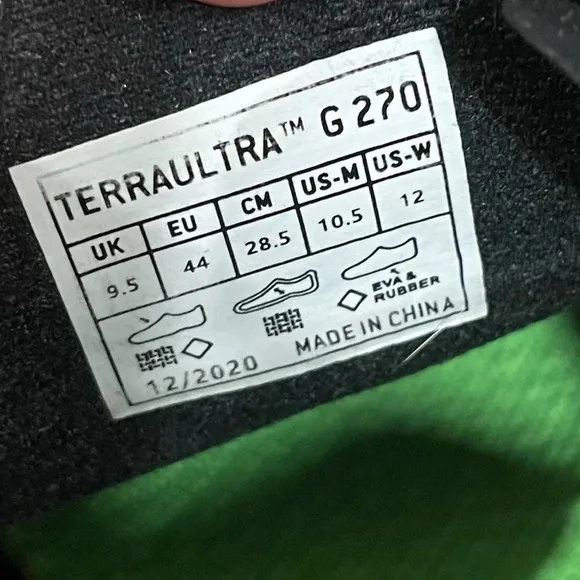 TERRAULTRA™ G 270
UK EU CM US-M US-W
9.5 44 28.5 10.5 12
EVA &
RUBBER
12/2020 MADE IN CHINA